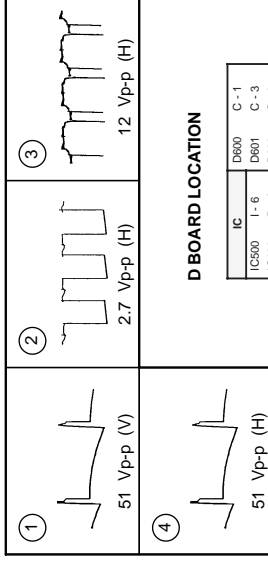 1
51 Vp-p (V)
2
2.7 Vp-p (H)
3
12 Vp-p (H)
4
51 Vp-p (H)
D BOARD LOCATION
IC
IC500 I - 6
D600 C - 1
D601 C - 3